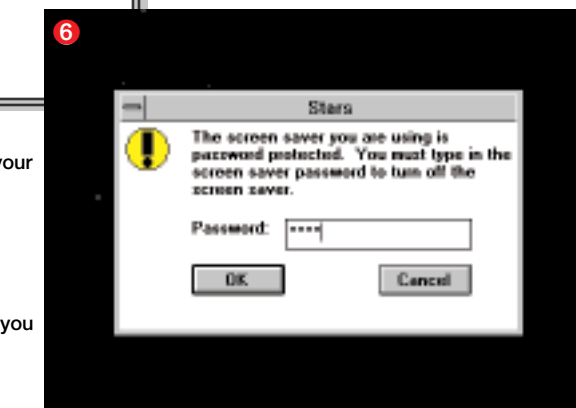 6
Stars
The screen saver you are using is
password protected. You must type in the
screen saver password to turn off the
screen saver.
Password: ****
OK
Cancel
your
you